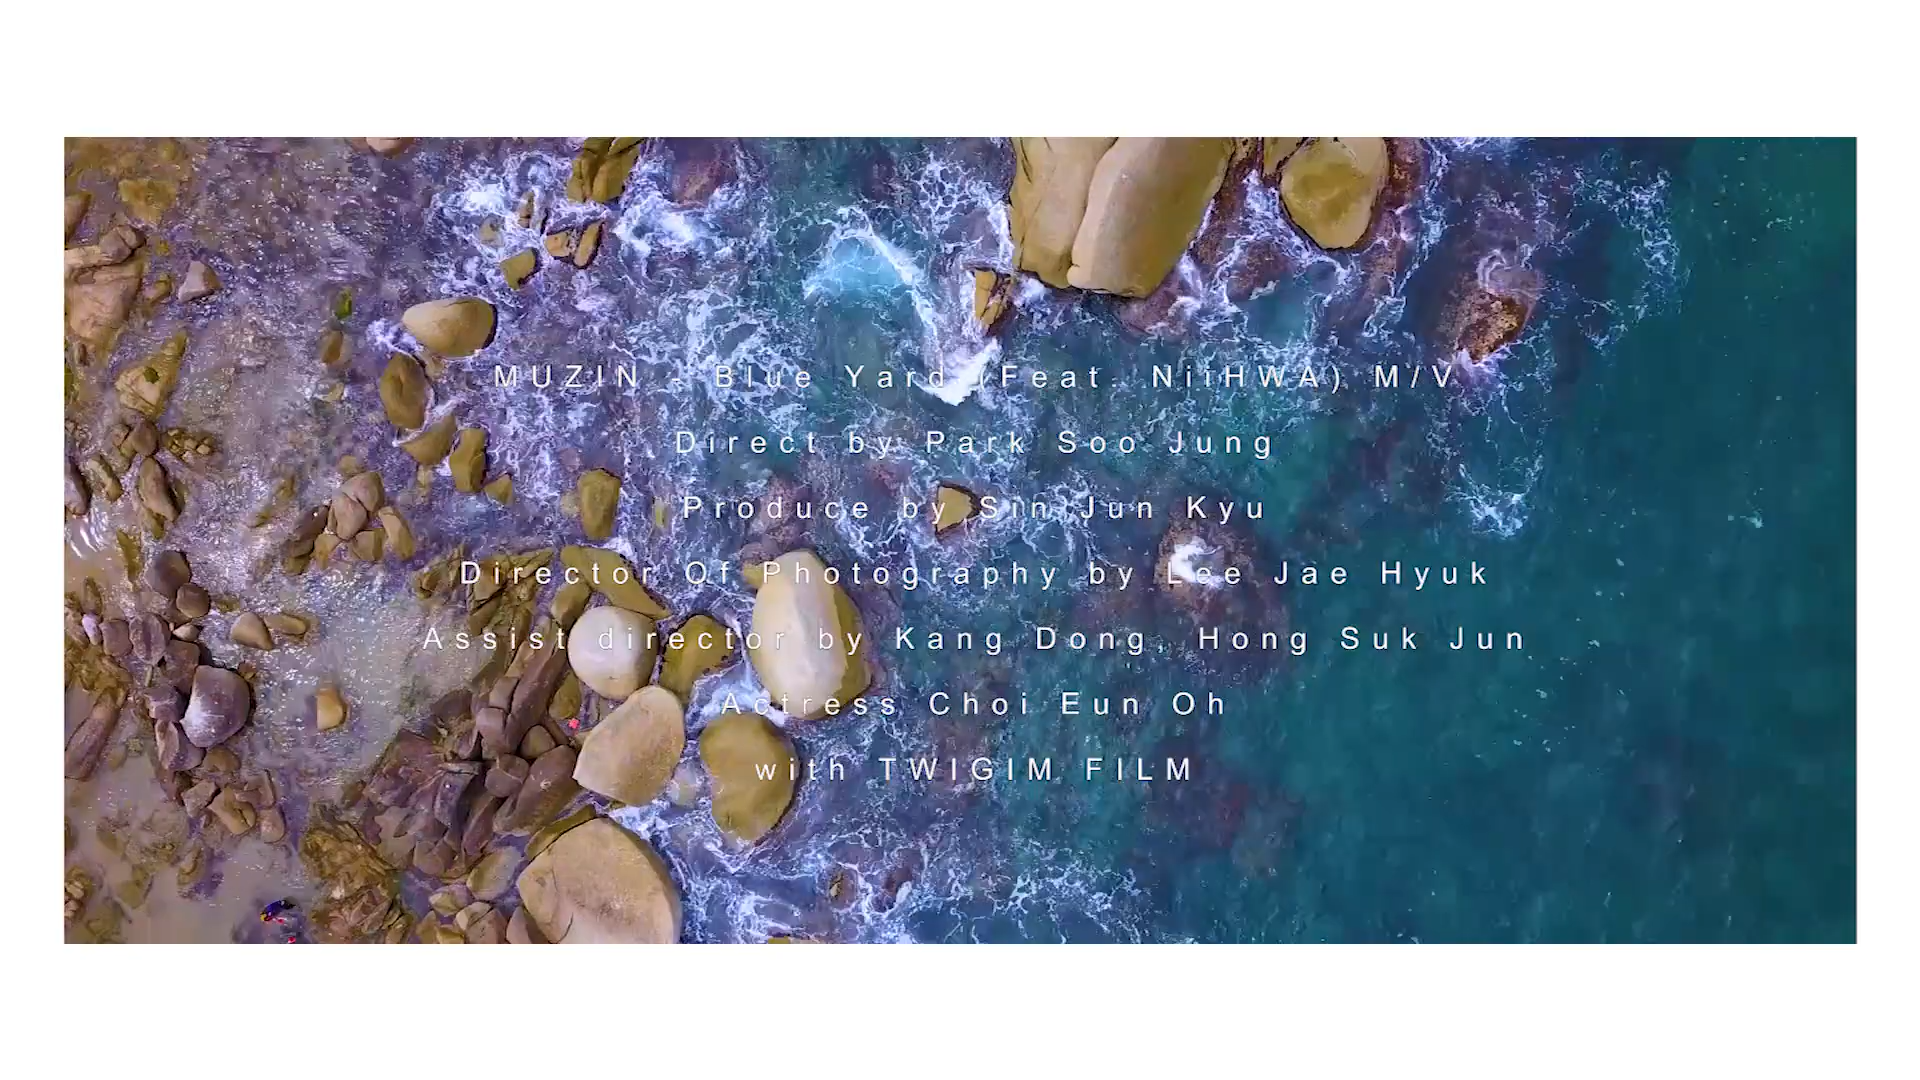 MUZIN - Blue Yard (Feat. NiiHWA) M/V
Direct by Park Soo Jung
Produce by Sin Jun Kyu
Director Of Photography by Lee Jae Hyuk
Assist director by Kang Dong, Hong Suk Jun
Actress Choi Eun Oh
with TWIGIM FILM